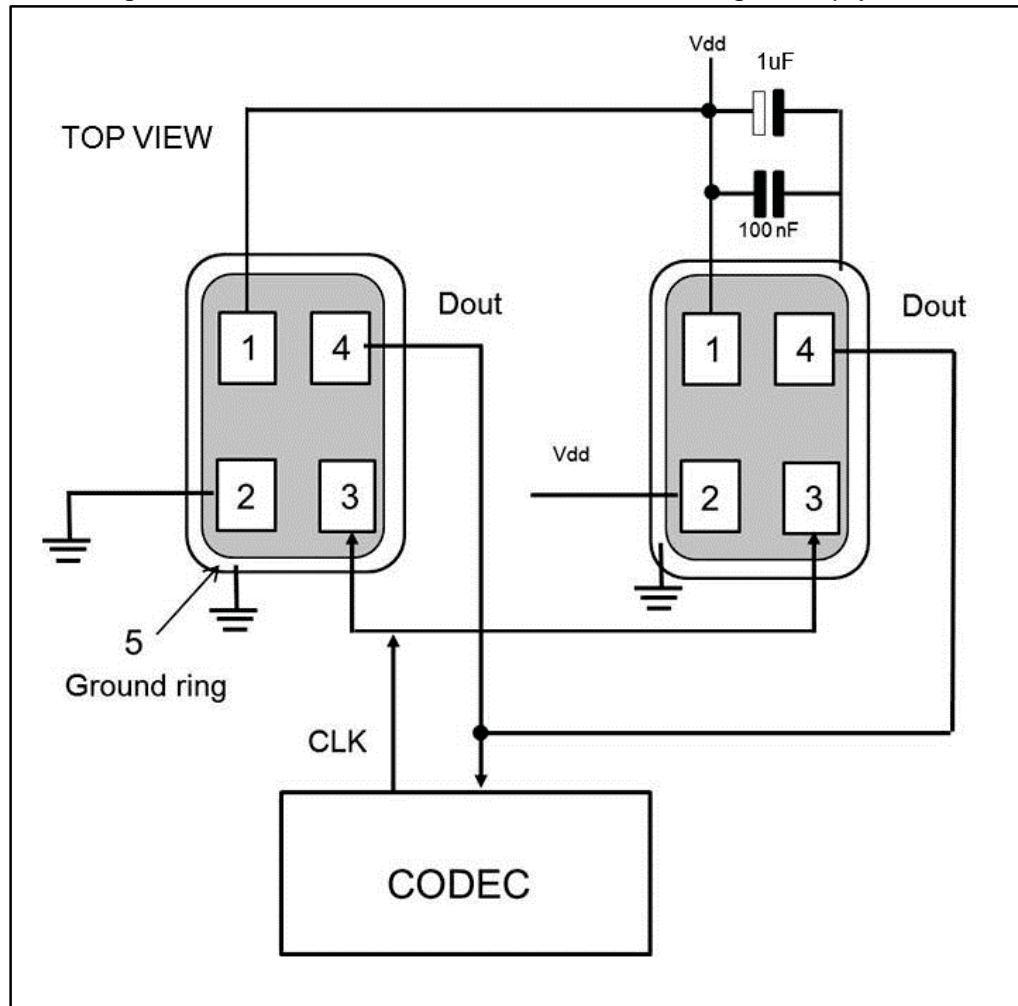 Vdd
1uF
TOP VIEW
100 nF
Dout
Dout
1
4
1
4
Vdd
2
3
2
3
5
Ground ring
CLK
CODEC